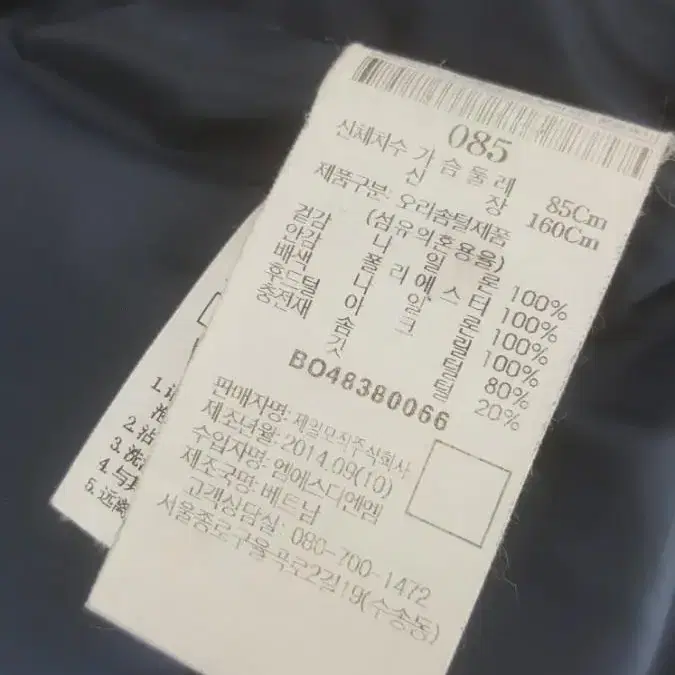 085
신체치수 가 슴 둘 레 85Cm
신 장 160Cm
제품구분: 오리솜털제품
(섬유의혼용율)
겉감 나 일 론 100%
안감 폴 리 에 스 터 100%
배색 나 일 론 100%
후드털 100%
충전재 솜 털 80%
깃 털 20%
BO48380066
판매자명: 제일모직주식회사
제조년월: 2014.09(10)
수입자명: 엠에스디엔엠
제조국명: 베트남
고객상담실: 080-700-1472
서울종로구율곡로2길19(수송동)
1.
2.沾
3.洗
4.与
5.远离